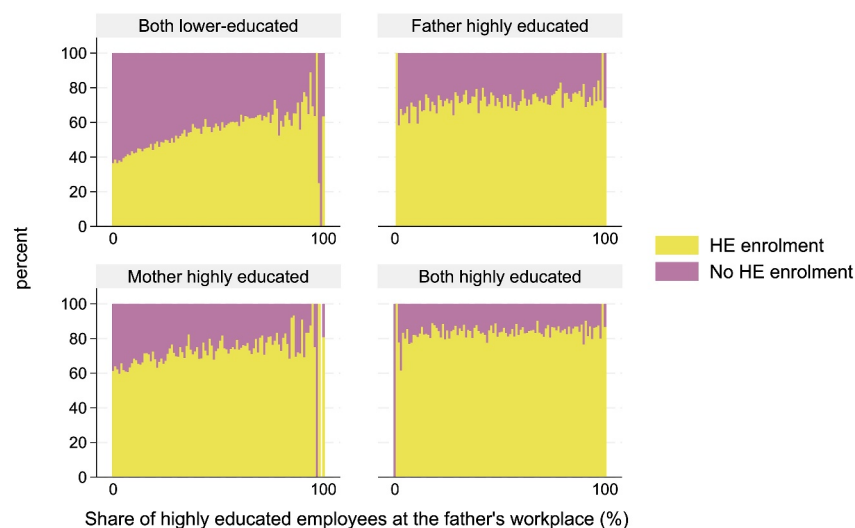 Both lower-educated
Father highly educated
100
80
60
40
20
0
0
100
0
100
percent
HE enrolment
No HE enrolment
Mother highly educated
Both highly educated
100
80
60
40
20
0
0
100
0
100
Share of highly educated employees at the father's workplace (%)